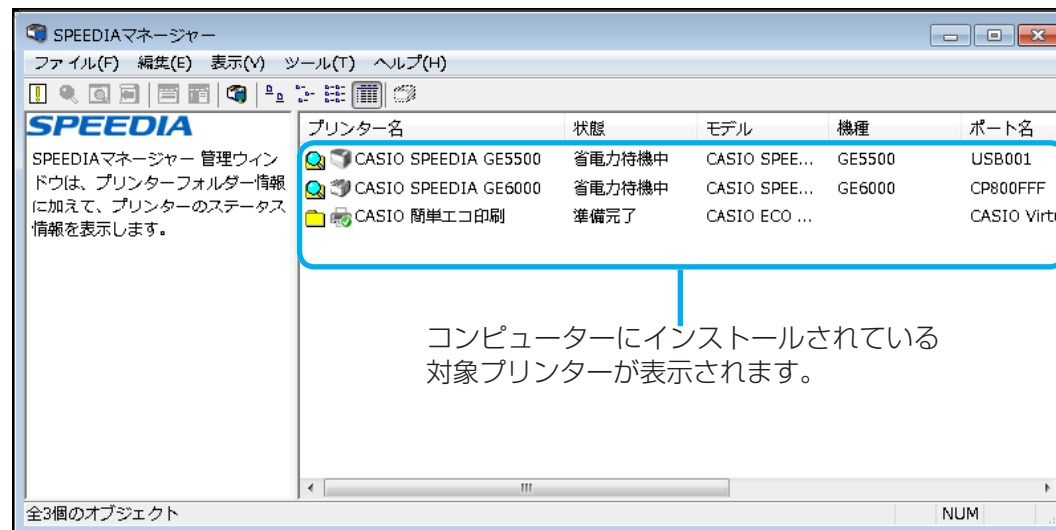 SPEEDIAマネージャー
ファイル(F) 編集(E) 表示(V) ツール(T) ヘルプ(H)
SPEEDIA
SPEEDIAマネージャー 管理ウィン
ドウは、プリンターフォルダー情報
に加えて、プリンターのステータス
情報を表示します。
プリンター名 状態 モデル 機種 ポート名
CASIO SPEEDIA GE5500 省電力待機中 CASIO SPEE... GE5500 USB001
CASIO SPEEDIA GE6000 省電力待機中 CASIO SPEE... GE6000 CP800FFF
CASIO 簡単エコ印刷 準備完了 CASIO ECO ... CASIO Virt
コンピューターにインストールされている
対象プリンターが表示されます。
全3個のオブジェクト NUM